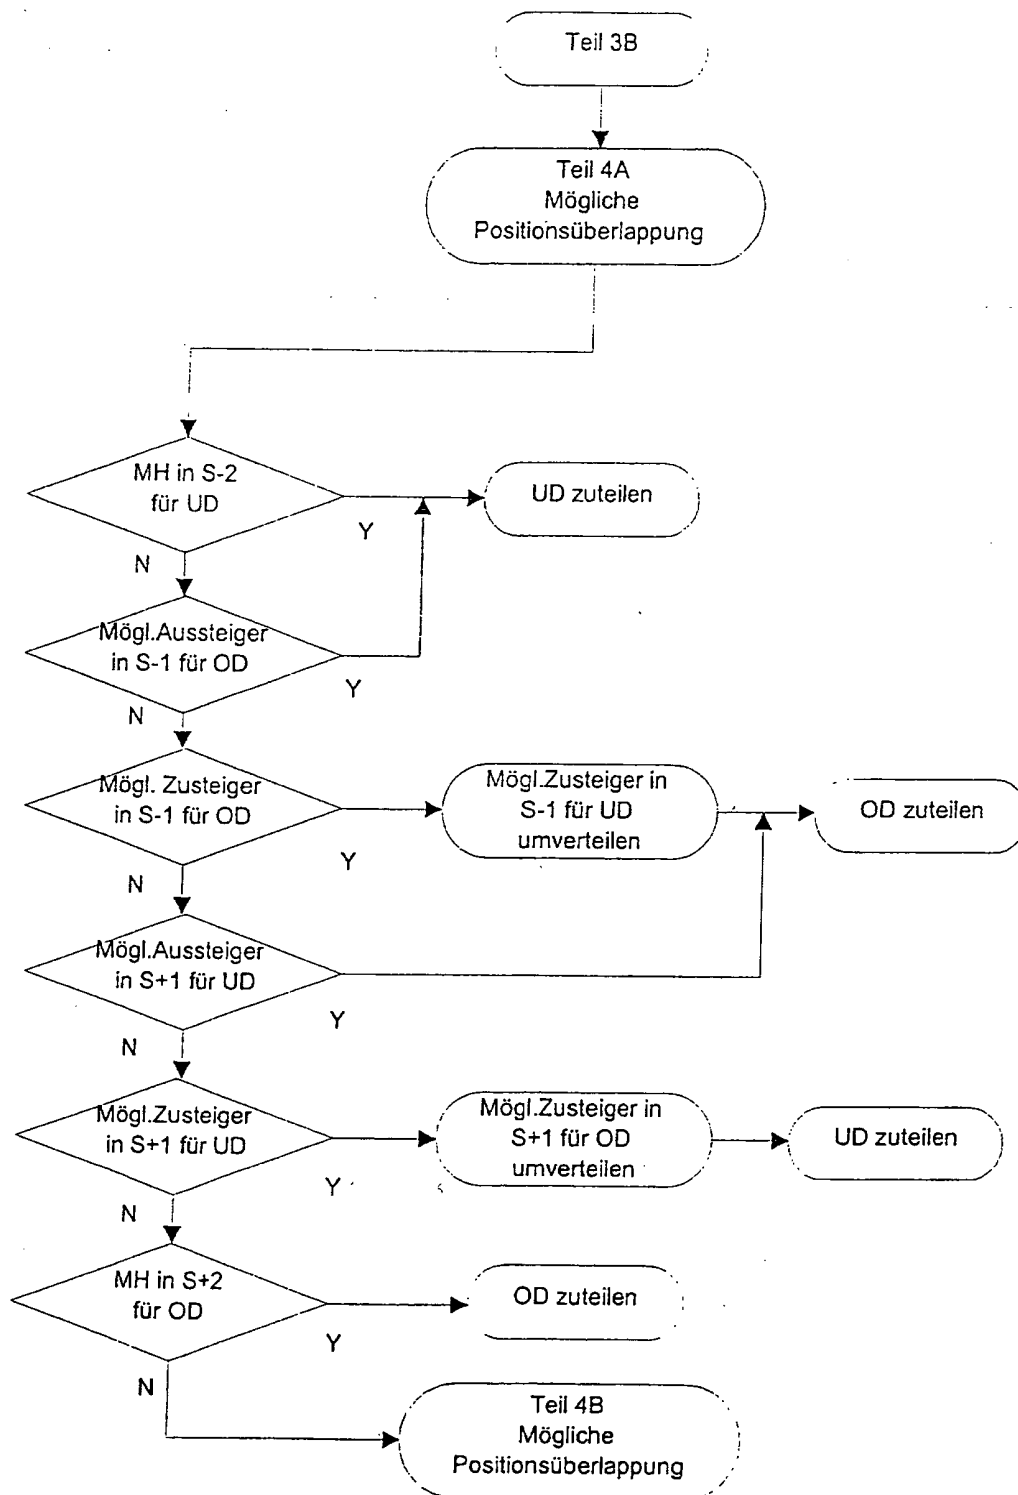 Teil 3B
Teil 4A
Mögliche
Positionsüberlappung
MH in S-2
für UD
Y
N
UD zuteilen
Mögl.Aussteiger
in S-1 für OD
Y
N
Mögl. Zusteiger
in S-1 für OD
Y
N
Mögl.Zusteiger in
S-1 für UD
umverteilen
OD zuteilen
Mögl.Aussteiger
in S+1 für UD
Y
N
Mögl.Zusteiger
in S+1 für UD
Y
N
Mögl.Zusteiger in
S+1 für OD
umverteilen
UD zuteilen
MH in S+2
für OD
Y
N
OD zuteilen
Teil 4B
Mögliche
Positionsüberlappung